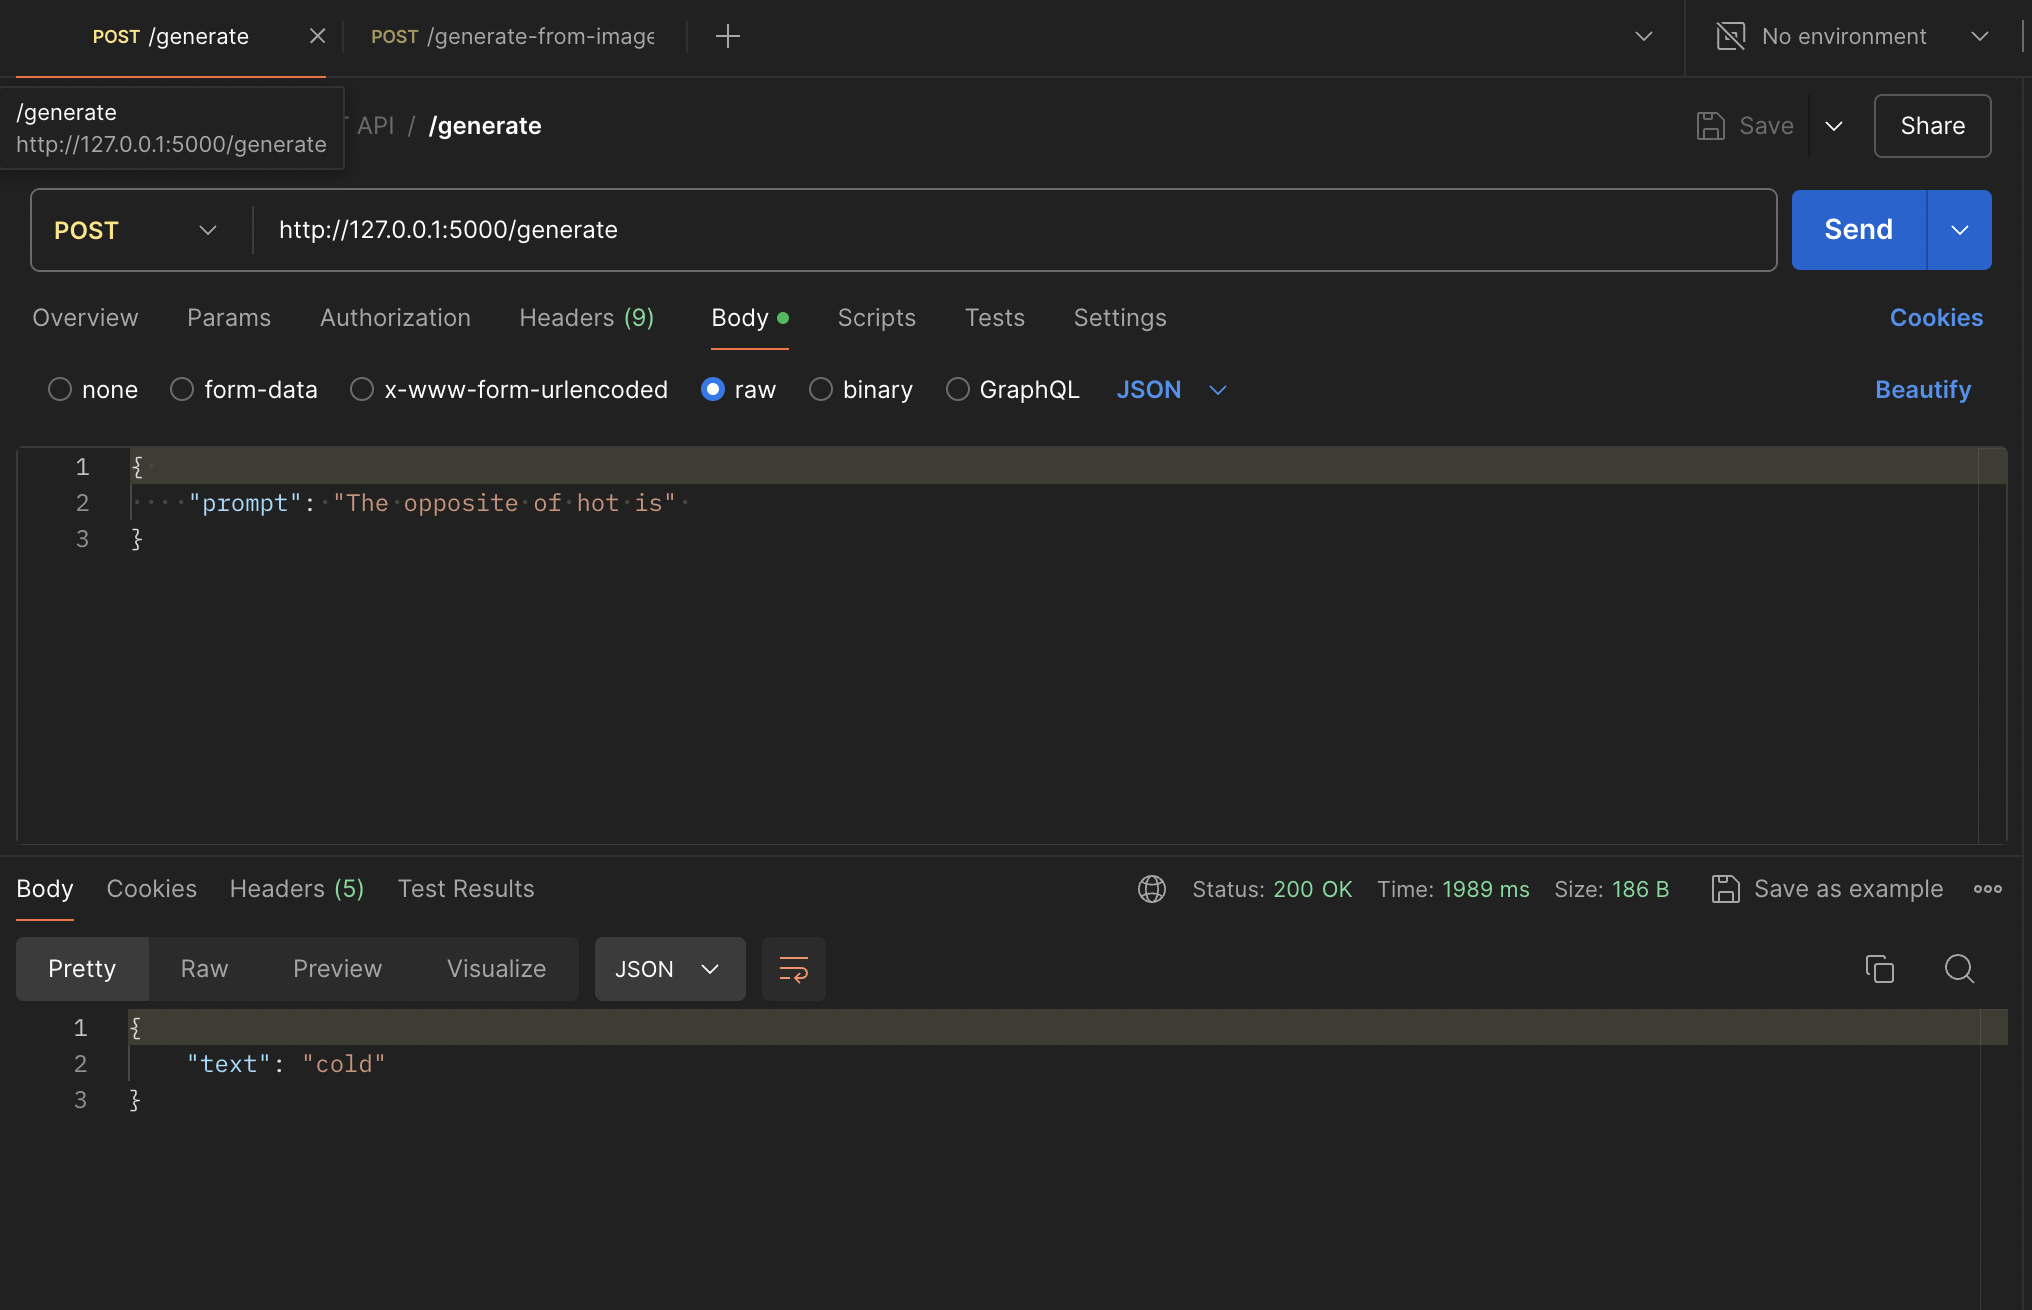 POST /generate
POST /generate-from-image
No environment
/generate
http://127.0.0.1:5000/generate
API / /generate
Save
Share
POST
http://127.0.0.1:5000/generate
Send
Overview Params Authorization Headers (9) Body Scripts Tests Settings Cookies
none form-data x-www-form-urlencoded raw binary GraphQL JSON Beautify
1 {
2 "prompt": "The opposite of hot is"
3 }
Body Cookies Headers (5) Test Results Status: 200 OK Time: 1989 ms Size: 186 B Save as example
Pretty Raw Preview Visualize JSON
1 {
2 "text": "cold"
3 }